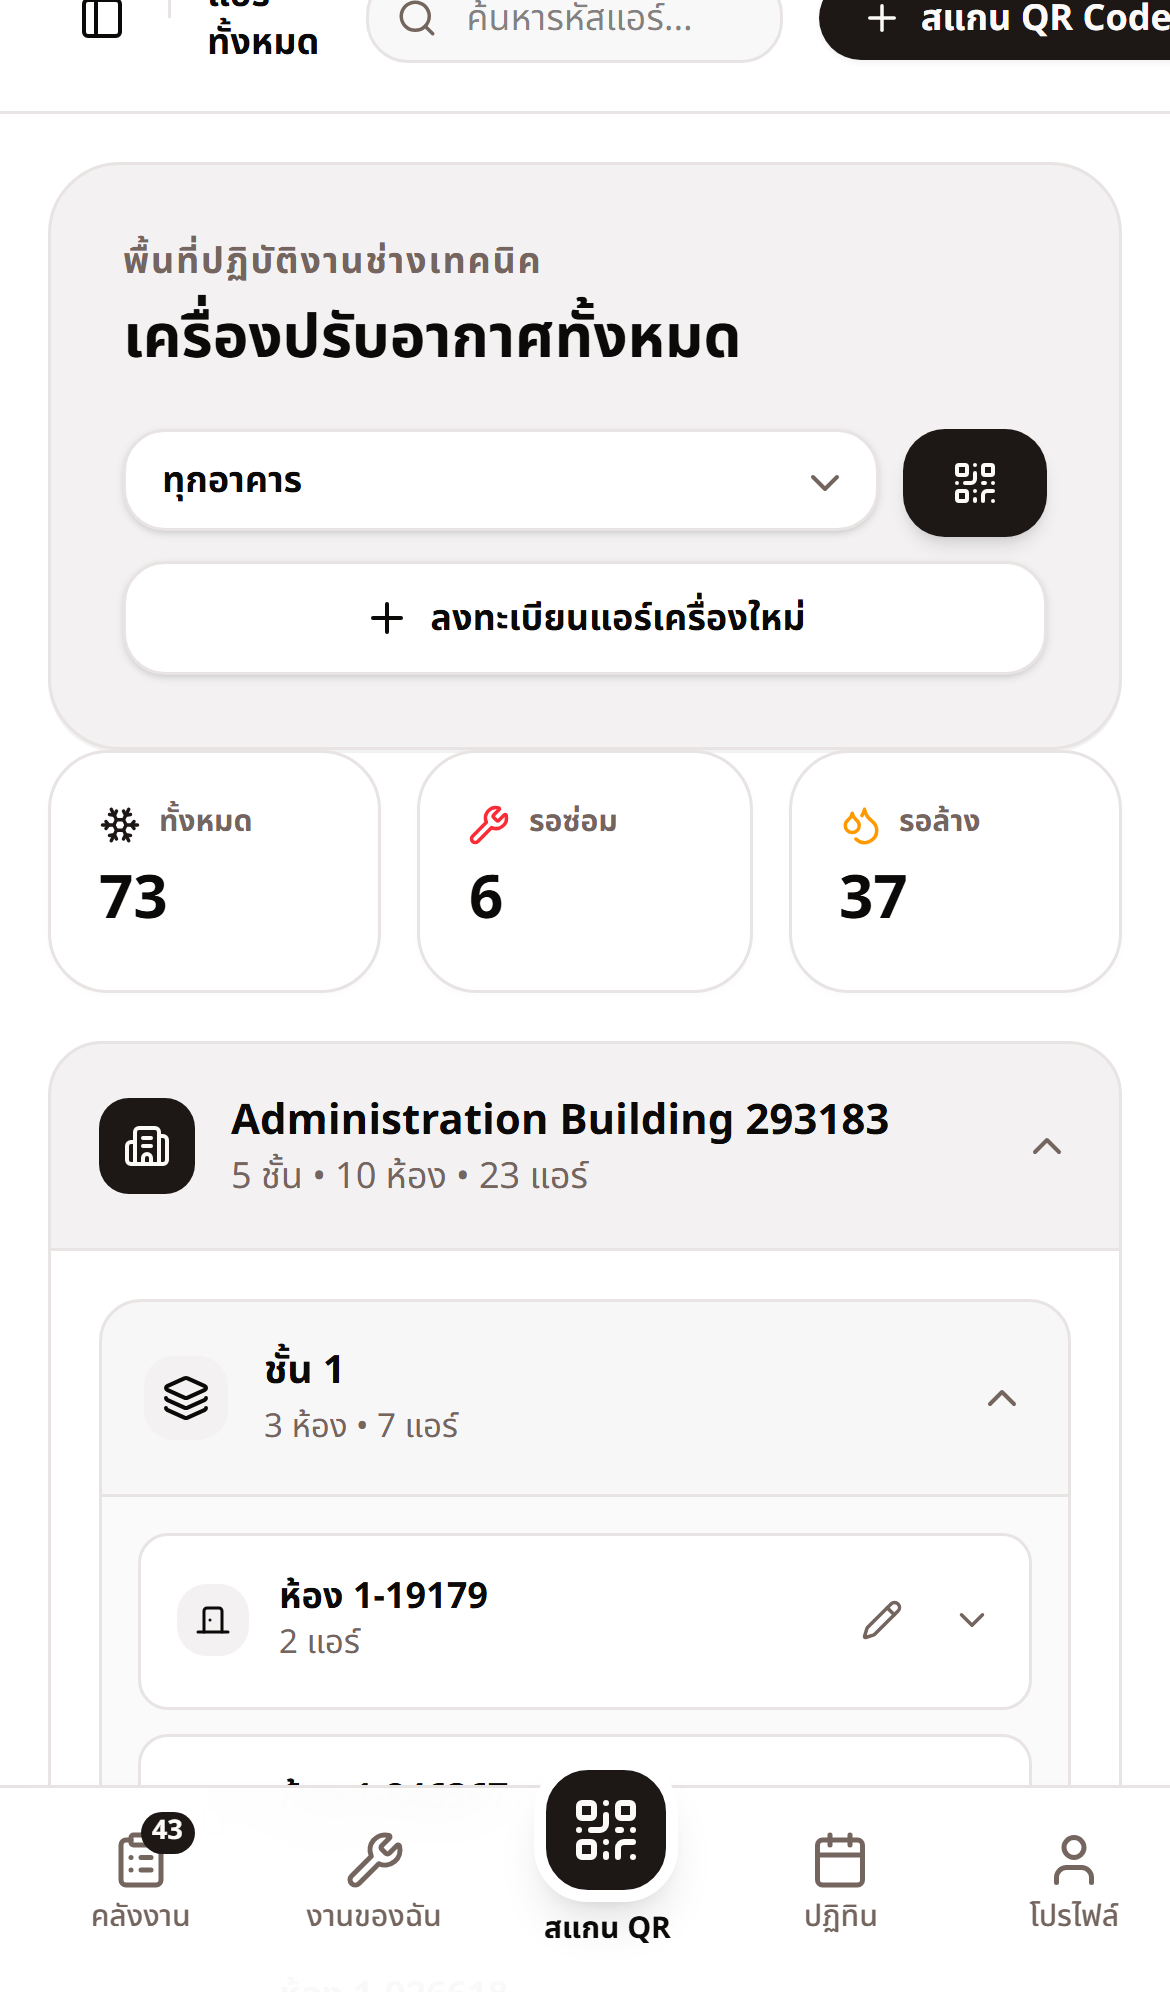 ทั้งหมด
ค้นหารหัสแอร์...
สแกน QR Code
พื้นที่ปฏิบัติงานช่างเทคนิค
เครื่องปรับอากาศทั้งหมด
ทุกอาคาร
ลงทะเบียนแอร์เครื่องใหม่
ทั้งหมด
73
รอซ่อม
6
รอล้าง
37
Administration Building 293183
5 ชั้น • 10 ห้อง • 23 แอร์
ชั้น 1
3 ห้อง • 7 แอร์
ห้อง 1-19179
2 แอร์
43
คลังงาน
งานของฉัน
สแกน QR
ปฏิทิน
โปรไฟล์